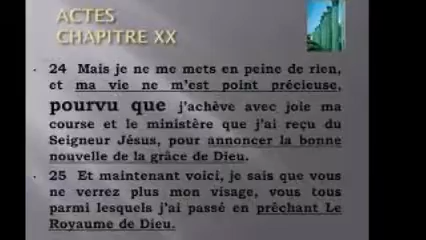 ACTES
CHAPITRE XX
24 Mais je ne me mets en peine de rien,
et ma vie ne m'est point précieuse,
pourvu que j'achève avec joie ma
course et le ministère que j'ai reçu du
Seigneur Jésus, pour annoncer la bonne
nouvelle de la grâce de Dieu.
25 Et maintenant voici, je sais que vous
ne verrez plus mon visage, vous tous
parmi lesquels j'ai passé en prêchant Le
Royaume de Dieu.